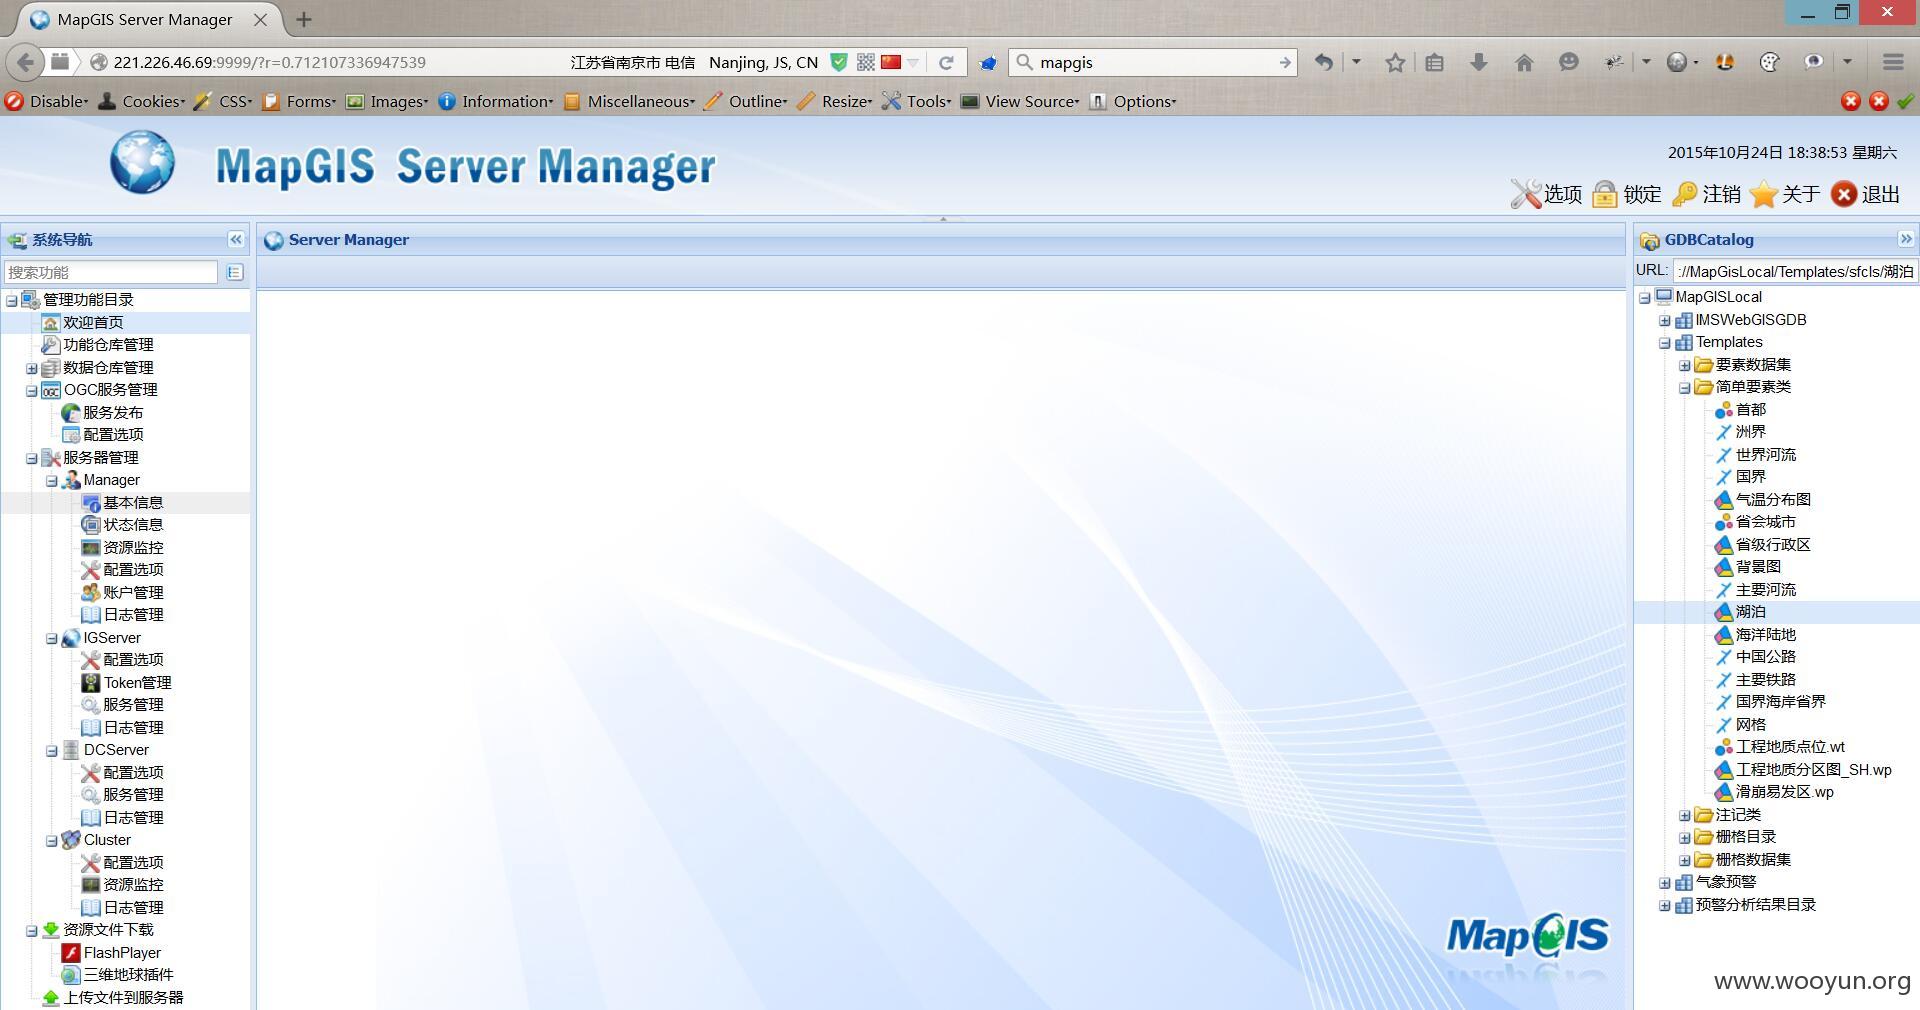 MapGIS Server Manager
221.226.46.69:9999/?r=0.712107336947539
江苏省南京市 电信 Nanjing, JS, CN
mapgis
Disable Cookies CSS Forms Images Information Miscellaneous Outline Resize Tools View Source Options
MapGIS Server Manager
2015年10月24日 18:38:53 星期六
选项 锁定 注销 关于 退出
系统导航
搜索功能
管理功能目录
欢迎首页
功能仓库管理
数据仓库管理
OGC服务管理
服务发布
配置选项
服务器管理
Manager
基本信息
状态信息
资源监控
配置选项
账户管理
日志管理
IGServer
配置选项
Token管理
服务管理
日志管理
DCServer
配置选项
服务管理
日志管理
Cluster
配置选项
资源监控
日志管理
资源文件下载
FlashPlayer
三维地球插件
上传文件到服务器
Server Manager
MapGIS
GDBCatalog
URL: ://MapGisLocal/Templates/sfcls/湖泊
MapGISLocal
IMSWebGISGDB
Templates
要素数据集
简单要素类
首都
洲界
世界河流
国界
气温分布图
省会城市
省级行政区
背景图
主要河流
湖泊
海洋陆地
中国公路
主要铁路
国界海岸省界
网格
工程地质点位.wt
工程地质分区图_SH.wp
滑崩易发区.wp
注记类
栅格目录
栅格数据集
气象预警
预警分析结果目录
www.wooyun.org